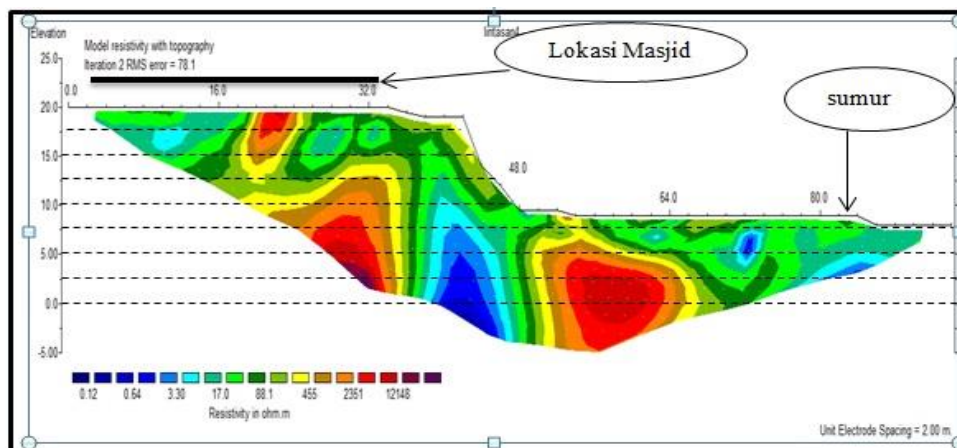 Elevation
lintasan4
Model resistivity with topography
Iteration 2 RMS error = 78.1
Lokasi Masjid
sumur
25.0
0.0 16.0 32.0
20.0
15.0
48.0
10.0
64.0 80.0
5.00
0.0
-5.00
0.12 0.64 3.30 17.0 88.1 455 2351 12148
Resistivity in ohm.m
Unit Electrode Spacing = 2.00 m.